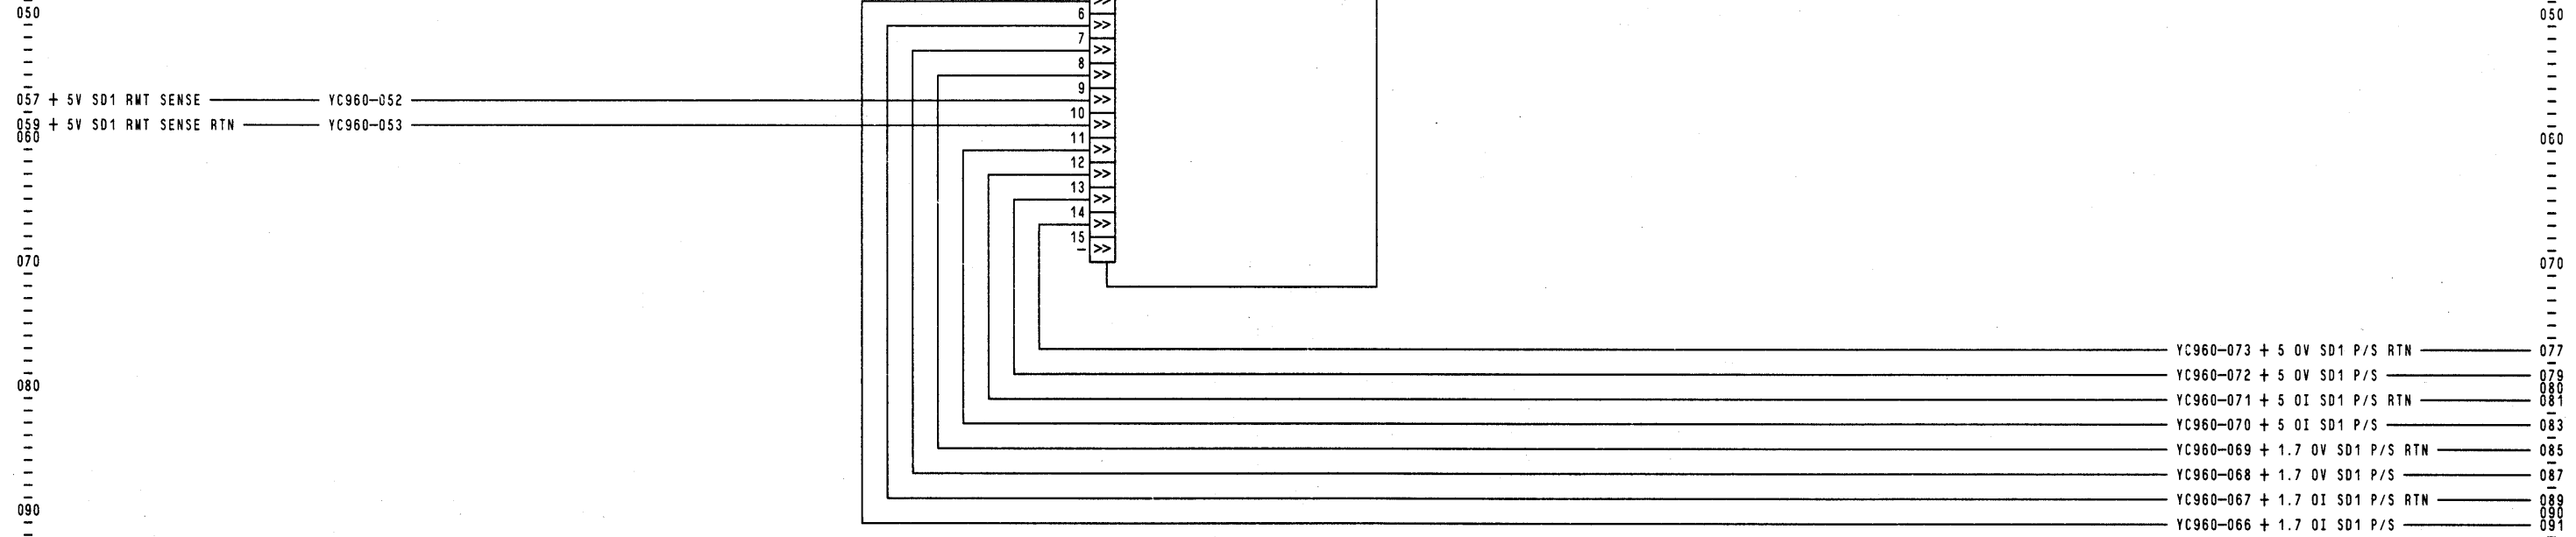 050
6
050
7
8
9
057 + 5V SD1 RMT SENSE YC960-052
10
059 + 5V SD1 RMT SENSE RTN YC960-053
060
11
060
12
13
14
15
070
070
YC960-073 + 5 OV SD1 P/S RTN 077
080
YC960-072 + 5 OV SD1 P/S 079
080
YC960-071 + 5 OI SD1 P/S RTN 081
YC960-070 + 5 OI SD1 P/S 083
YC960-069 + 1.7 OV SD1 P/S RTN 085
YC960-068 + 1.7 OV SD1 P/S 087
YC960-067 + 1.7 OI SD1 P/S RTN 089
090
090
YC960-066 + 1.7 OI SD1 P/S 091